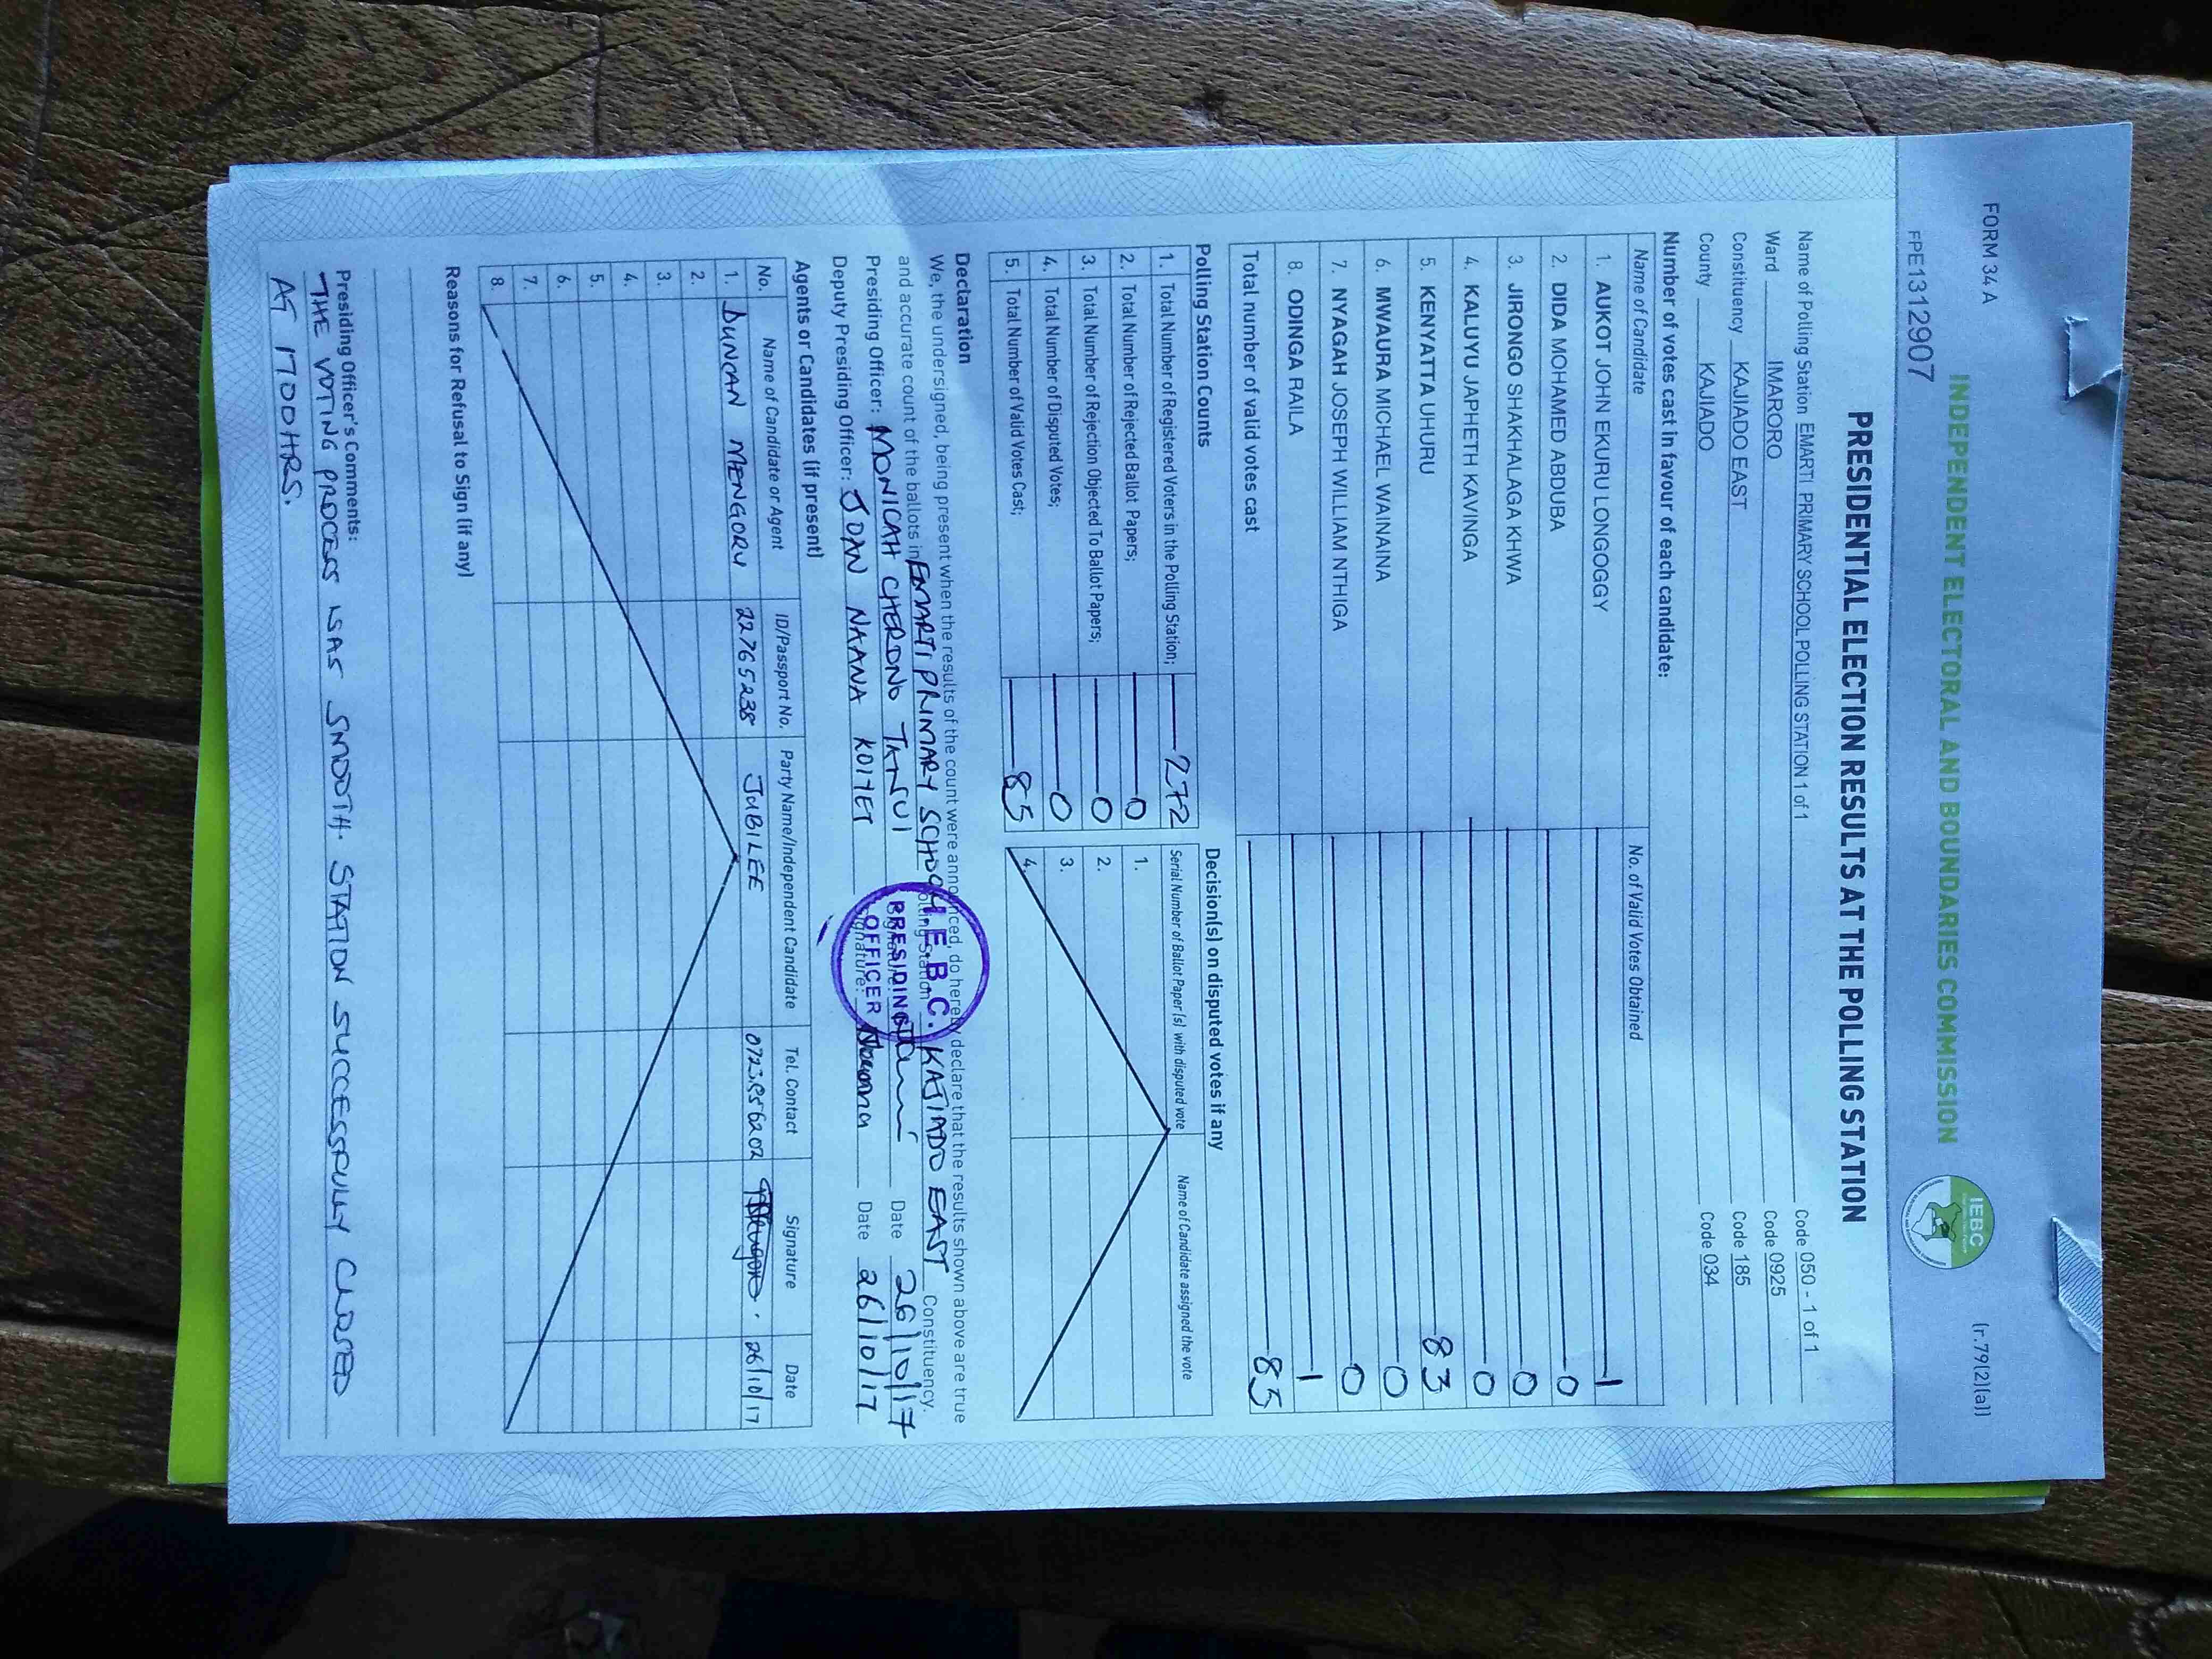 FORM 34 A
(r.79(2)(a))
FPE1312907
INDEPENDENT ELECTORAL AND BOUNDARIES COMMISSION
IEBC
PRESIDENTIAL ELECTION RESULTS AT THE POLLING STATION
Name of Polling Station EMARTI PRIMARY SCHOOL POLLING STATION 1 of 1 Code 050 - 1 of 1
Ward IMARORO Code 0925
Constituency KAJIADO EAST Code 185
County KAJIADO Code 034
Number of votes cast in favour of each candidate:
Name of Candidate No. of Valid Votes Obtained
1. AUKOT JOHN EKURU LONGOGGY 1
2. DIDA MOHAMED ABDUBA 0
3. JIRONGO SHAKHALAGA KHWA 0
4. KALUYU JAPHETH KAVINGA 0
5. KENYATTA UHURU 83
6. MWAURA MICHAEL WAINAINA 0
7. NYAGAH JOSEPH WILLIAM NTHIGA 0
8. ODINGA RAILA 1
Total number of valid votes cast 85
Polling Station Counts
1. Total Number of Registered Voters in the Polling Station; 272
2. Total Number of Rejected Ballot Papers; 0
3. Total Number of Rejection Objected To Ballot Papers; 0
4. Total Number of Disputed Votes; 0
5. Total Number of Valid Votes Cast; 85
Decision(s) on disputed votes if any
Serial Number of Ballot Paper(s) with disputed vote Name of Candidate assigned the vote
1.
2.
3.
4.
Declaration
We, the undersigned, being present when the results of the count were announced, do hereby declare that the results shown above are true
and accurate count of the ballots in EMARTI PRIMARY SCHOOL Polling Station KAJIADO EAST Constituency.
Presiding Officer: MONICAH CHERONO TANUI Signature: Date 26/10/17
Deputy Presiding Officer: JOAN NAANA KOITET Signature: Naana Date 26/10/17
I.E.B.C.
PRESIDING
OFFICER
Agents or Candidates (if present)
No. Name of Candidate or Agent ID/Passport No. Party Name/Independent Candidate Tel. Contact Signature Date
1. DUNCAN MENGORU 22765238 JUBILEE 0723856202 26/10/17
2.
3.
4.
5.
6.
7.
8.
Reasons for Refusal to Sign (if any)
Presiding Officer's Comments:
THE VOTING PROCESS WAS SMOOTH. STATION SUCCESSFULLY CLOSED
AT 1700HRS.